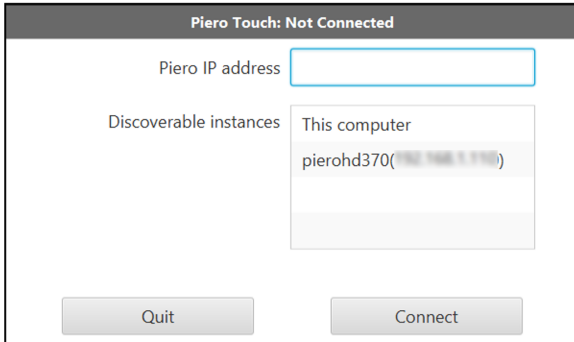 Piero Touch: Not Connected
Piero IP address
Discoverable instances
This computer
pierohd370( )
Quit
Connect